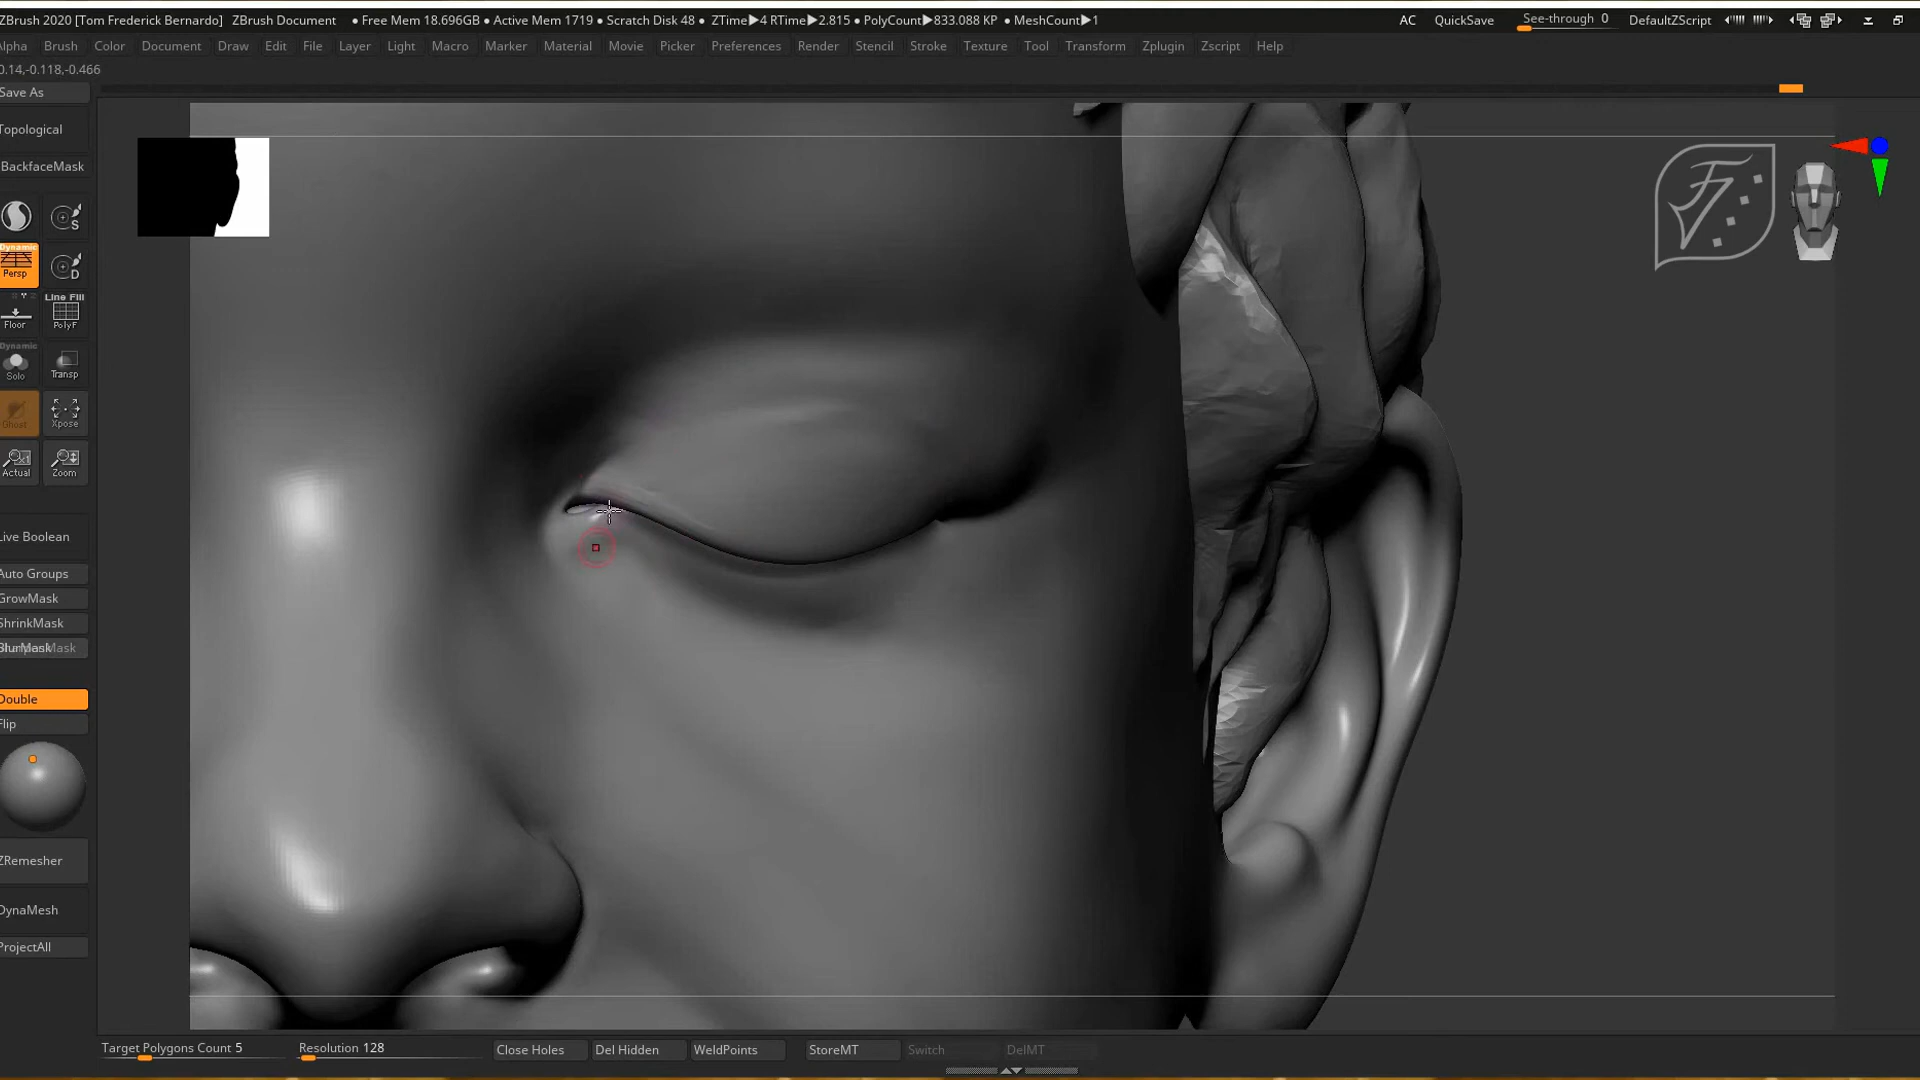 ZBrush 2020 [Tom Frederick Bernardo] ZBrush Document • Free Mem 18.696GB • Active Mem 1719 • Scratch Disk 48 • ZTime▶4 RTime▶2.815 • PolyCount▶833.088 KP • MeshCount▶1 AC QuickSave See-through 0 DefaultZScript
Alpha Brush Color Document Draw Edit File Layer Light Macro Marker Material Movie Picker Preferences Render Stencil Stroke Texture Tool Transform Zplugin Zscript Help
0.14,-0.118,-0.466
Save As
Topological
BackfaceMask
S
Dynamic
Persp
D
Line Fill
Floor PolyF
Dynamic
Solo Transp
Ghost Xpose
Actual Zoom
Live Boolean
Auto Groups
GrowMask
ShrinkMask
BlurMask
Double
Flip
ZRemesher
DynaMesh
ProjectAll
Target Polygons Count 5 Resolution 128 Close Holes Del Hidden WeldPoints StoreMT Switch DelMT